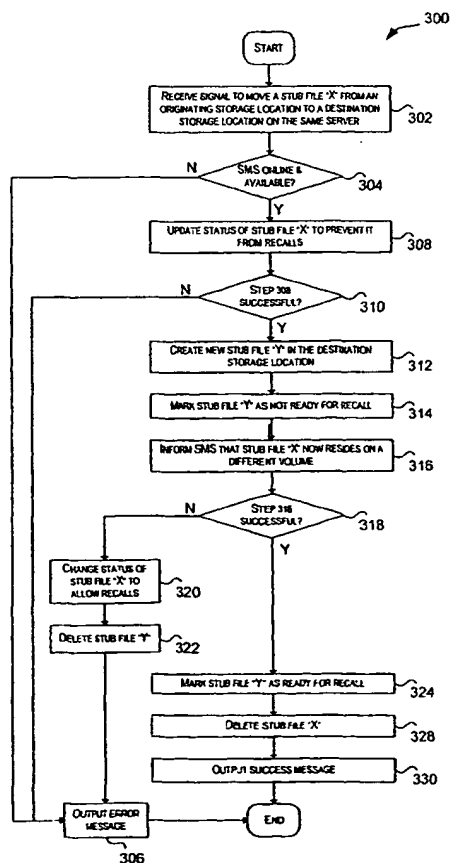 300
START
RECEIVE SIGNAL TO MOVE A STUB FILE "X" FROM AN
ORIGINATING STORAGE LOCATION TO A DESTINATION
STORAGE LOCATION ON THE SAME SERVER
302
N
SMS ONLINE &
AVAILABLE?
304
Y
UPDATE STATUS OF STUB FILE "X" TO PREVENT IT
FROM RECALLS
308
N
STEP 308
SUCCESSFUL?
310
Y
CREATE NEW STUB FILE "Y" IN THE DESTINATION
STORAGE LOCATION
312
MARK STUB FILE "Y" AS NOT READY FOR RECALL
314
INFORM SMS THAT STUB FILE "X" NOW RESIDES ON A
DIFFERENT VOLUME
316
N
STEP 316
SUCCESSFUL?
318
Y
CHANGE STATUS OF
STUB FILE "X" TO
ALLOW RECALLS
320
DELETE STUB FILE "Y"
322
MARK STUB FILE "Y" AS READY FOR RECALL
324
DELETE STUB FILE "X"
328
OUTPUT SUCCESS MESSAGE
330
OUTPUT ERROR
MESSAGE
306
END